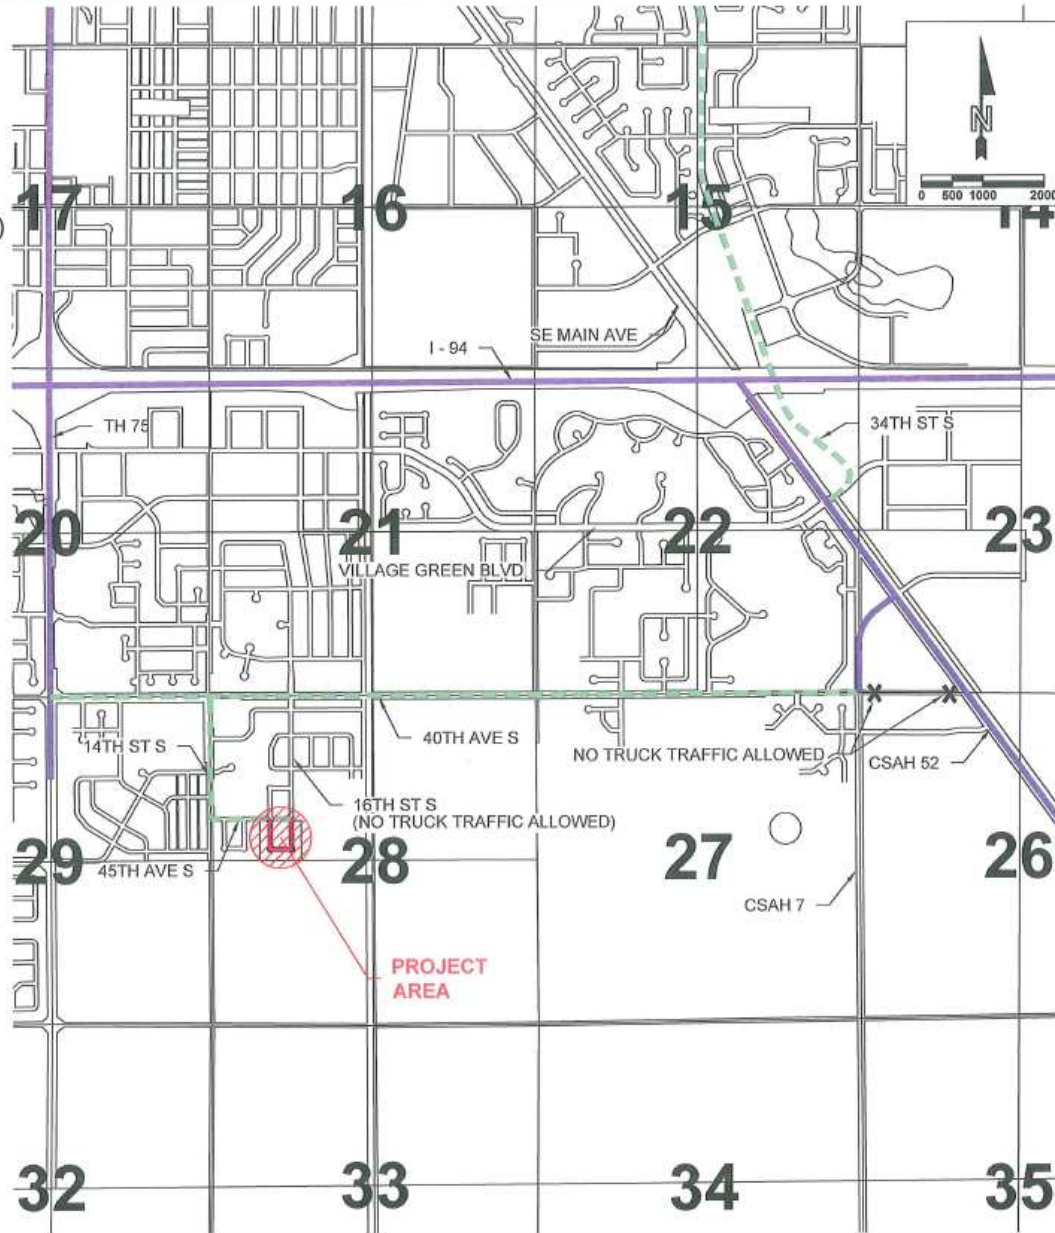 N
0 500 1000 2000
17
16
15
14
SE MAIN AVE
I - 94
TH 75
34TH ST S
20
21
22
23
VILLAGE GREEN BLVD
14TH ST S
40TH AVE S
NO TRUCK TRAFFIC ALLOWED
CSAH 52
16TH ST S
(NO TRUCK TRAFFIC ALLOWED)
29
45TH AVE S
28
27
26
CSAH 7
PROJECT
AREA
32
33
34
35